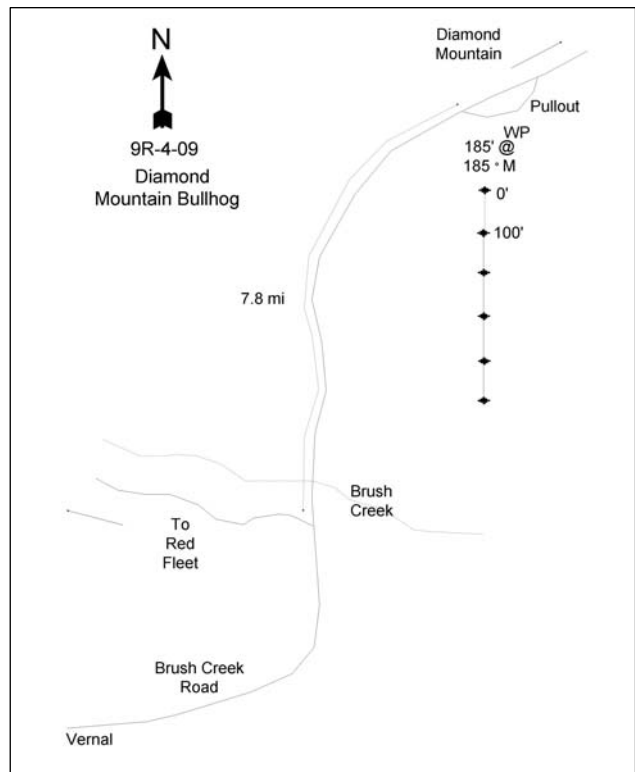 N
9R-4-09
Diamond
Mountain Bullhog
Diamond
Mountain
Pullout
WP
185' @
185 ° M
0'
100'
7.8 mi
Brush
Creek
To
Red
Fleet
Brush Creek
Road
Vernal